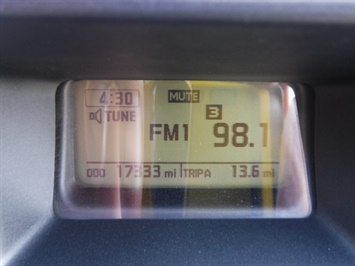 4:30 MUTE
TUNE 3
FM1 98.1
ODO 17333 mi TRIPA 13.6 mi